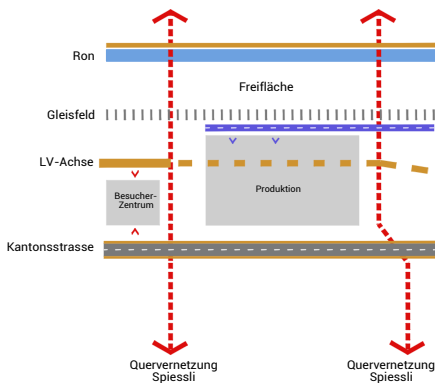 Ron
Freifläche
Gleisfeld
LV-Achse
Besucher-
Zentrum
Produktion
Kantonsstrasse
Quervernetzung
Spiessli
Quervernetzung
Spiessli